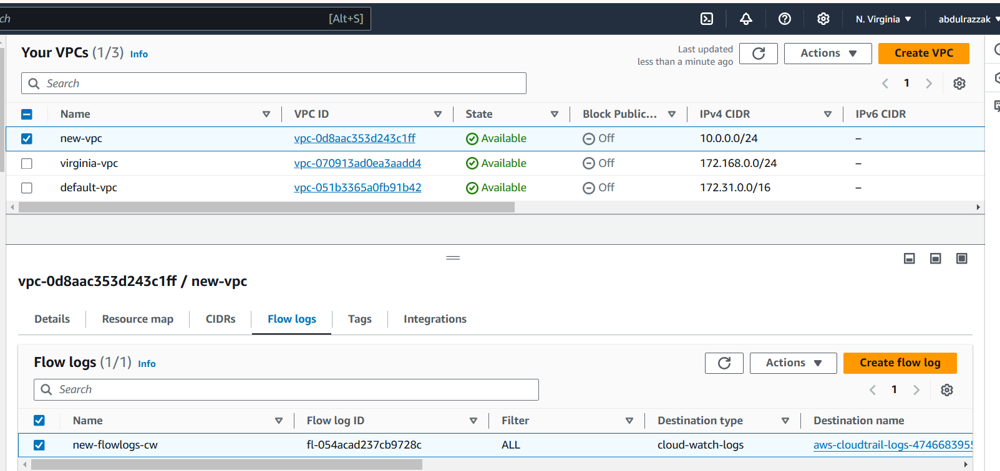 ch [Alt+S] N. Virginia abdulrazzak
Your VPCs (1/3) Info Last updated less than a minute ago Actions Create VPC
Search 1
Name VPC ID State Block Public... IPv4 CIDR IPv6 CIDR
new-vpc vpc-0d8aac353d243c1ff Available Off 10.0.0.0/24 –
virginia-vpc vpc-070913ad0ea3aadd4 Available Off 172.168.0.0/24 –
default-vpc vpc-051b3365a0fb91b42 Available Off 172.31.0.0/16 –
vpc-0d8aac353d243c1ff / new-vpc
Details Resource map CIDRs Flow logs Tags Integrations
Flow logs (1/1) Info Actions Create flow log
Search 1
Name Flow log ID Filter Destination type Destination name
new-flowlogs-cw fl-054acad237cb9728c ALL cloud-watch-logs aws-cloudtrail-logs-4746683955